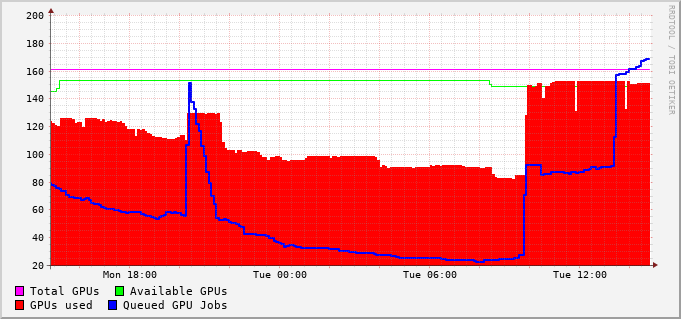 200
180
160
140
120
100
80
60
40
20
Mon 18:00 Tue 00:00 Tue 06:00 Tue 12:00
Total GPUs Available GPUs
GPUs used Queued GPU Jobs
RRDTOOL / TOBI OETIKER